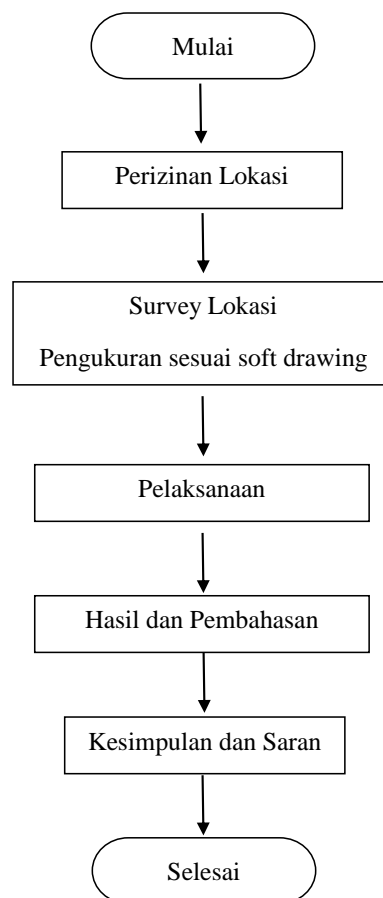 Mulai
Perizinan Lokasi
Survey Lokasi
Pengukuran sesuai soft drawing
Pelaksanaan
Hasil dan Pembahasan
Kesimpulan dan Saran
Selesai